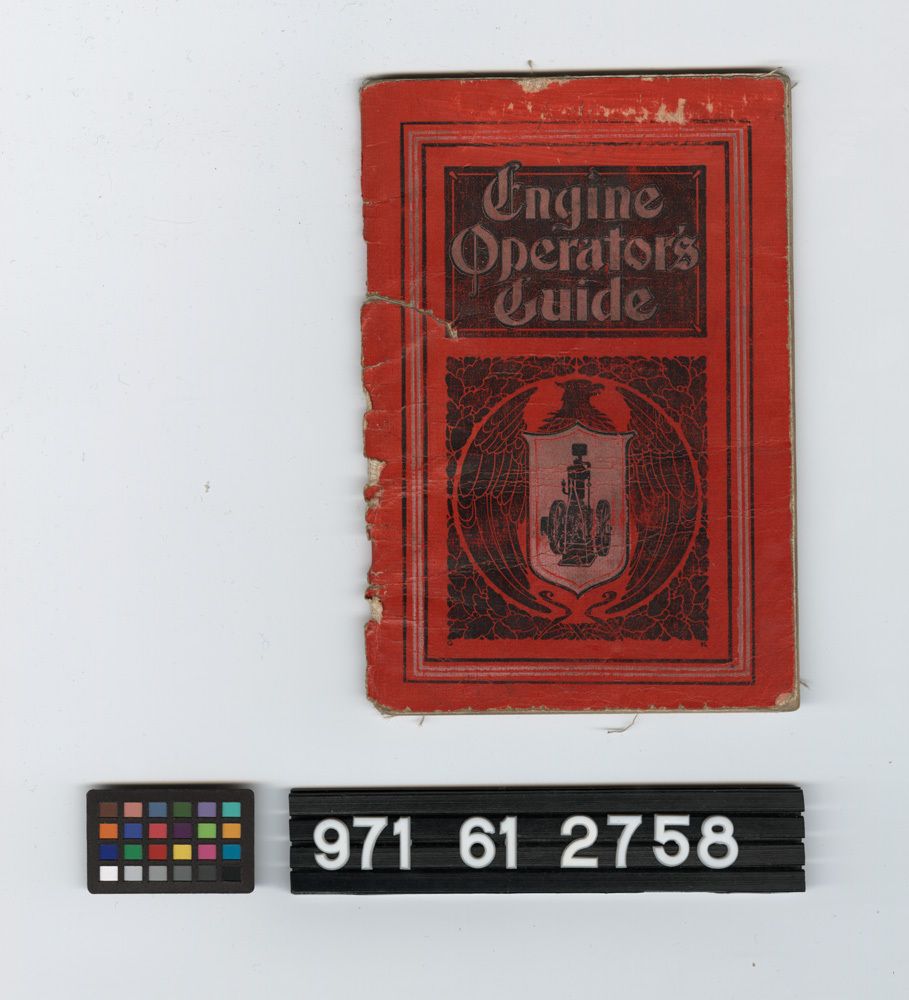 Engine
Operator's
Guide
971 61 2758